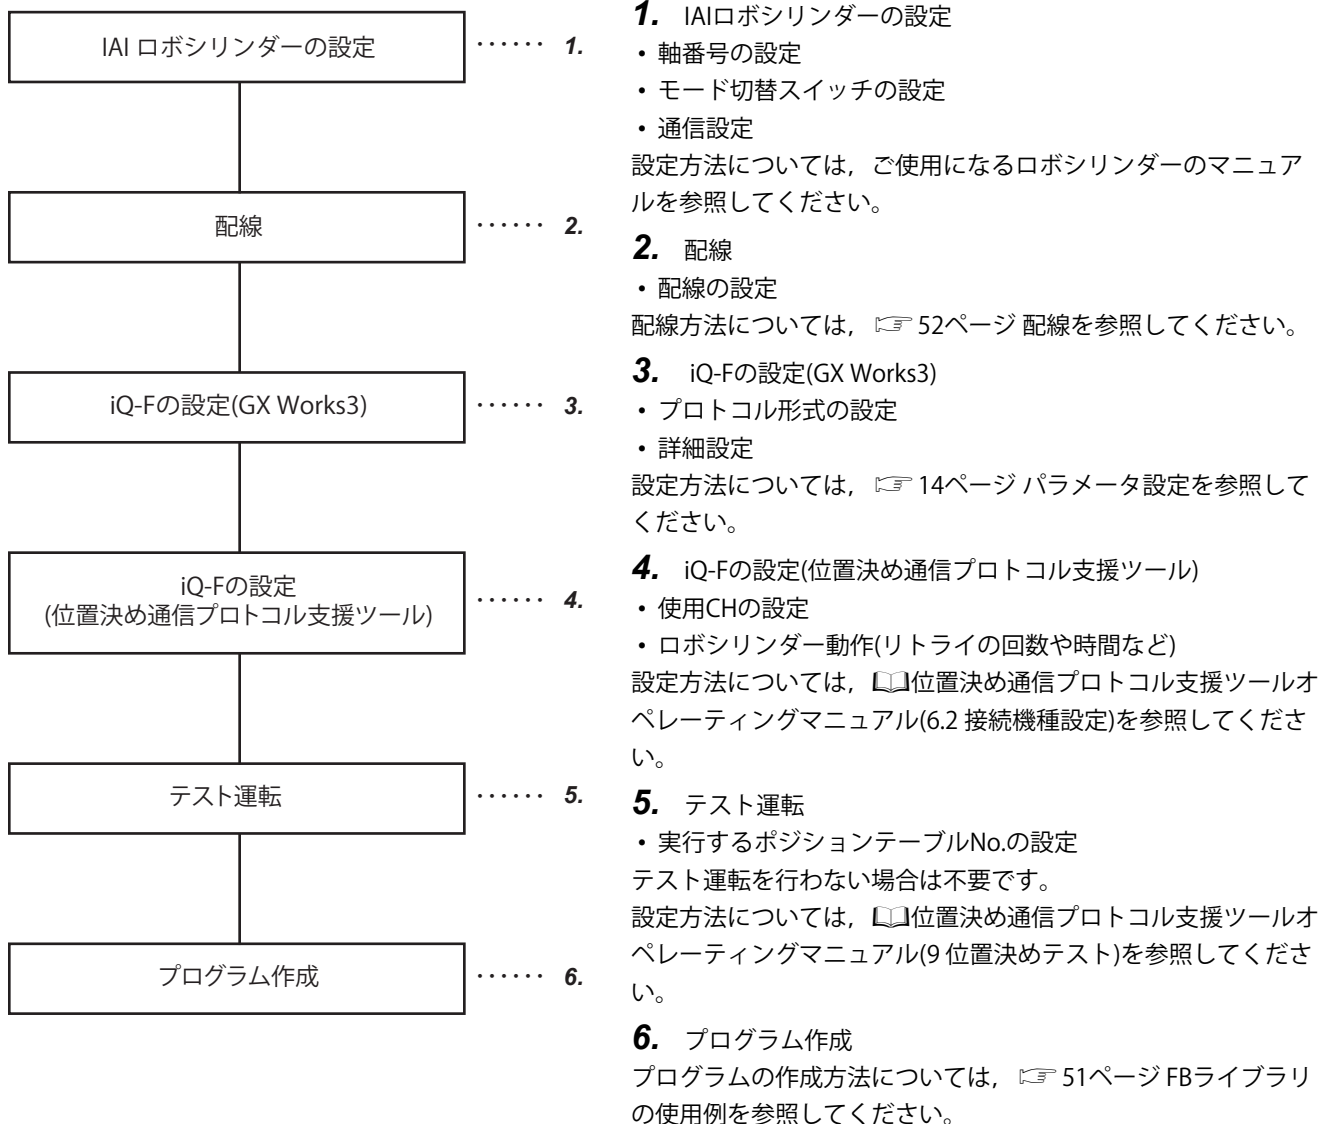 IAI ロボシリンダーの設定
······ 1.
配線
······ 2.
iQ-Fの設定(GX Works3)
······ 3.
iQ-Fの設定
(位置決め通信プロトコル支援ツール)
······ 4.
テスト運転
······ 5.
プログラム作成
······ 6.
1. IAIロボシリンダーの設定
• 軸番号の設定
• モード切替スイッチの設定
• 通信設定
設定方法については，ご使用になるロボシリンダーのマニュア
ルを参照してください。
2. 配線
• 配線の設定
配線方法については，☞ 52ページ 配線を参照してください。
3. iQ-Fの設定(GX Works3)
• プロトコル形式の設定
• 詳細設定
設定方法については，☞ 14ページ パラメータ設定を参照して
ください。
4. iQ-Fの設定(位置決め通信プロトコル支援ツール)
• 使用CHの設定
• ロボシリンダー動作(リトライの回数や時間など)
設定方法については，📖位置決め通信プロトコル支援ツールオ
ペレーティングマニュアル(6.2 接続機種設定)を参照してくださ
い。
5. テスト運転
• 実行するポジションテーブルNo.の設定
テスト運転を行わない場合は不要です。
設定方法については，📖位置決め通信プロトコル支援ツールオ
ペレーティングマニュアル(9 位置決めテスト)を参照してくださ
い。
6. プログラム作成
プログラムの作成方法については，☞ 51ページ FBライブラリ
の使用例を参照してください。